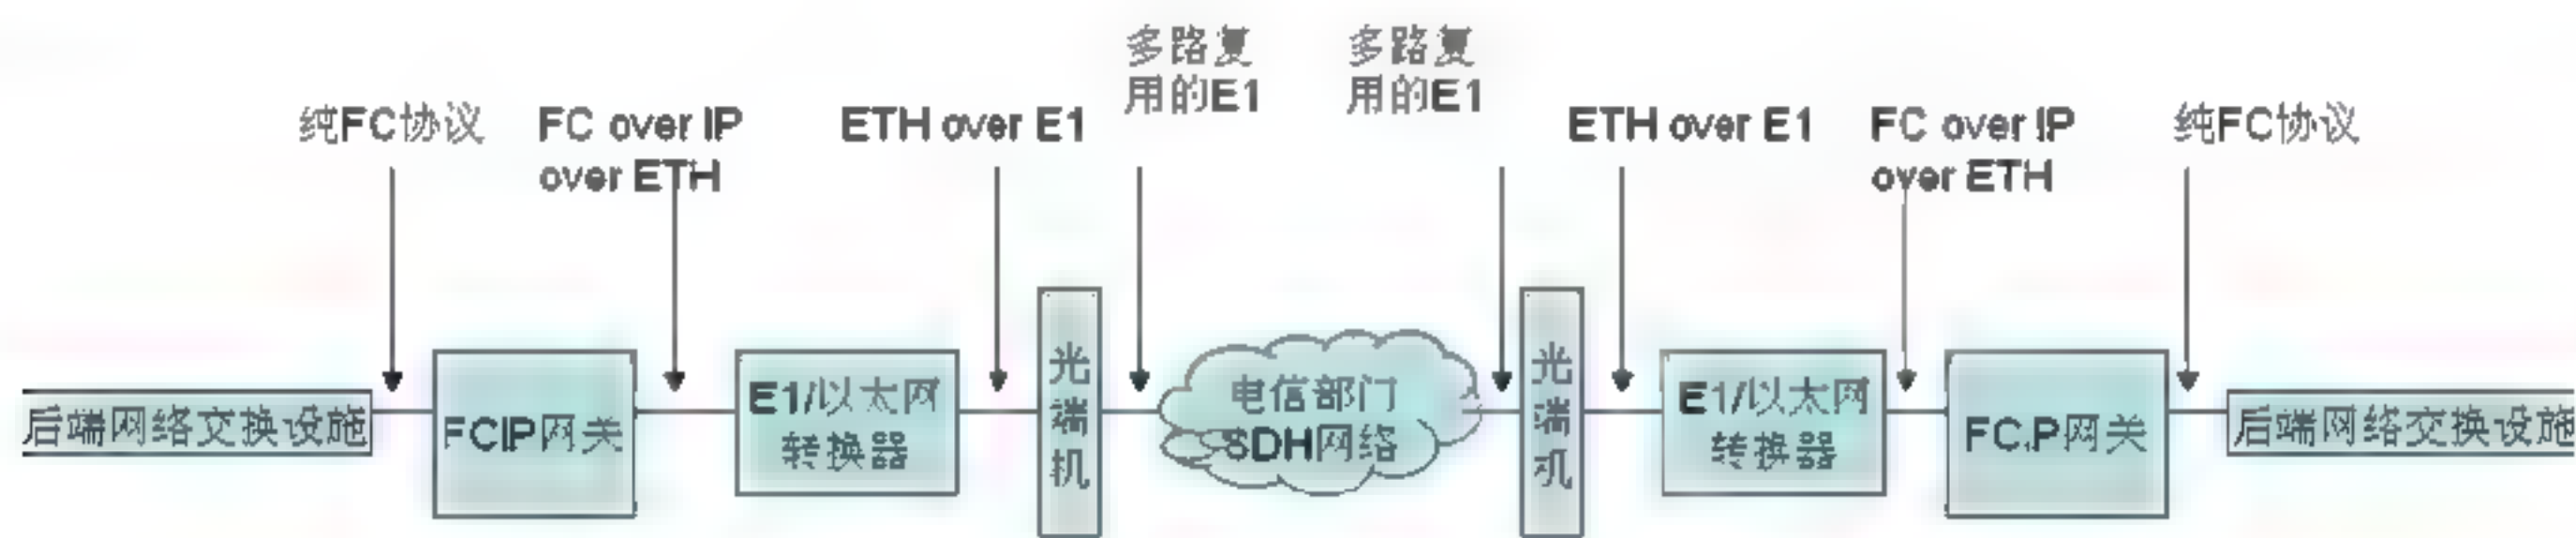 多路复
用的E1
多路复
用的E1
纯FC协议
FC over IP
over ETH
ETH over E1
ETH over E1
FC over IP
over ETH
纯FC协议
后端网络交换设施
FCIP网关
E1/以太网
转换器
光
端
机
电信部门
SDH网络
光
端
机
E1/以太网
转换器
FC.P网关
后端网络交换设施